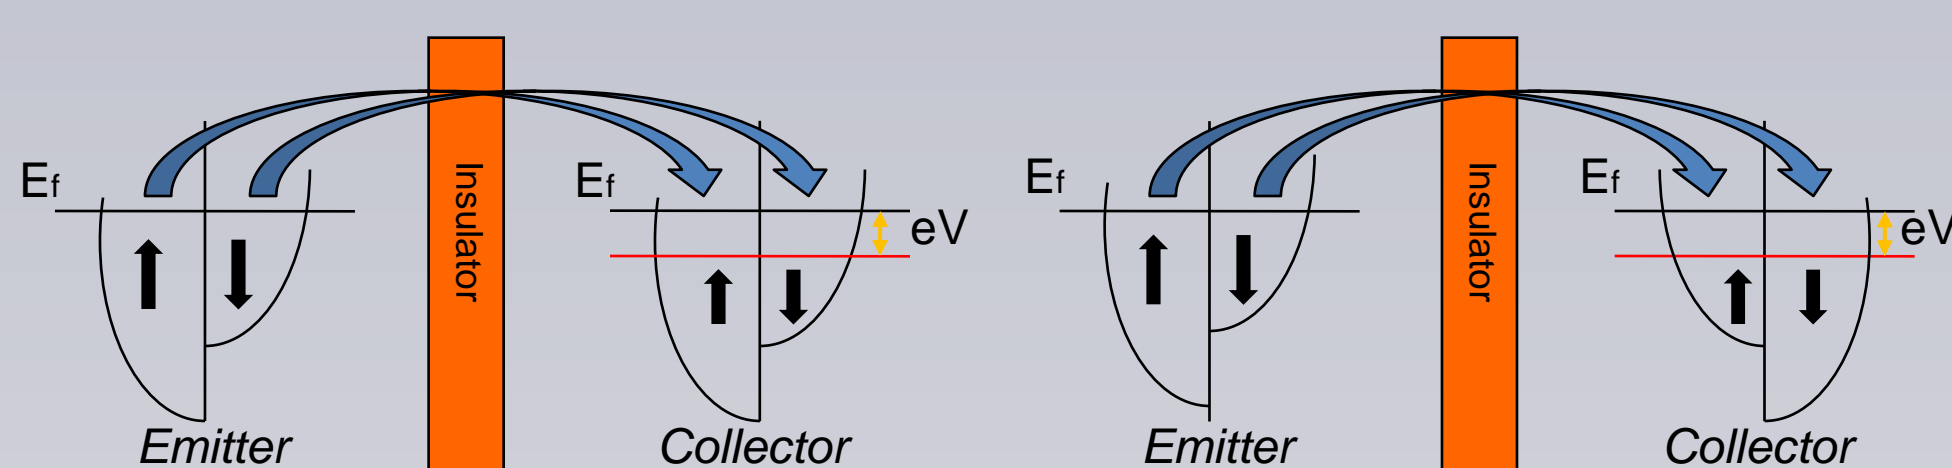 Ef
Insulator
Ef
eV
Emitter
Collector
Ef
Insulator
Ef
eV
Emitter
Collector